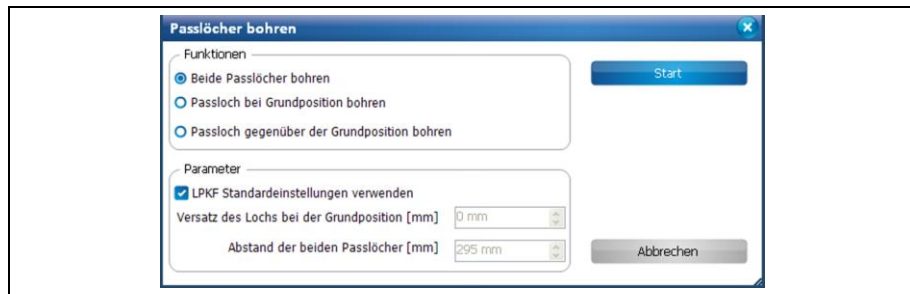 Passlöcher bohren
Funktionen
Beide Passlöcher bohren
Start
Passloch bei Grundposition bohren
Passloch gegenüber der Grundposition bohren
Parameter
LPKF Standardeinstellungen verwenden
Versatz des Lochs bei der Grundposition [mm] 0 mm
Abstand der beiden Passlöcher [mm] 295 mm
Abbrechen